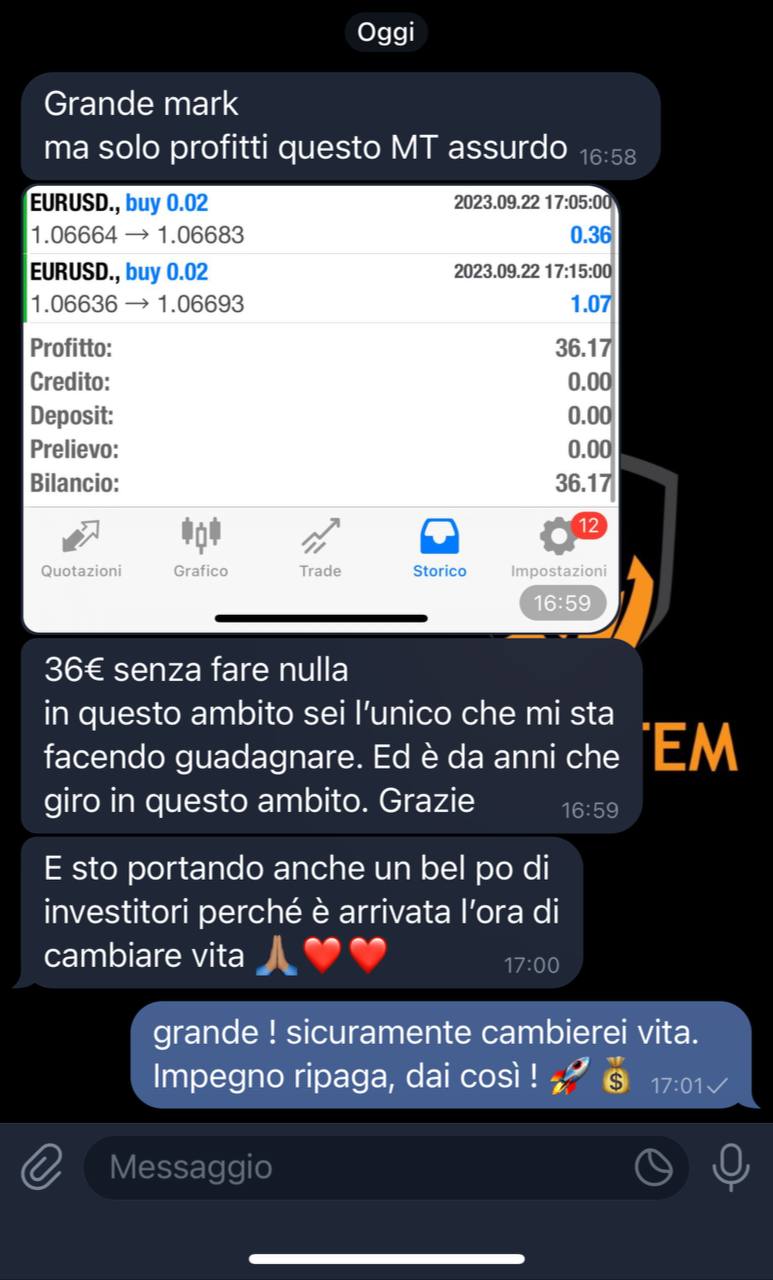 Oggi
Grande mark
ma solo profitti questo MT assurdo 16:58
EURUSD., buy 0.02 2023.09.22 17:05:00
1.06664 → 1.06683 0.36
EURUSD., buy 0.02 2023.09.22 17:15:00
1.06636 → 1.06693 1.07
Profitto: 36.17
Credito: 0.00
Deposit: 0.00
Prelievo: 0.00
Bilancio: 36.17
12
Quotazioni Grafico Trade Storico Impostazioni
16:59
36€ senza fare nulla
in questo ambito sei l’unico che mi sta
facendo guadagnare. Ed è da anni che
giro in questo ambito. Grazie 16:59
TEM
E sto portando anche un bel po di
investitori perché è arrivata l’ora di
cambiare vita 🙏🏽❤️❤️ 17:00
grande ! sicuramente cambierei vita.
Impegno ripaga, dai così ! 🚀💰 17:01
Messaggio